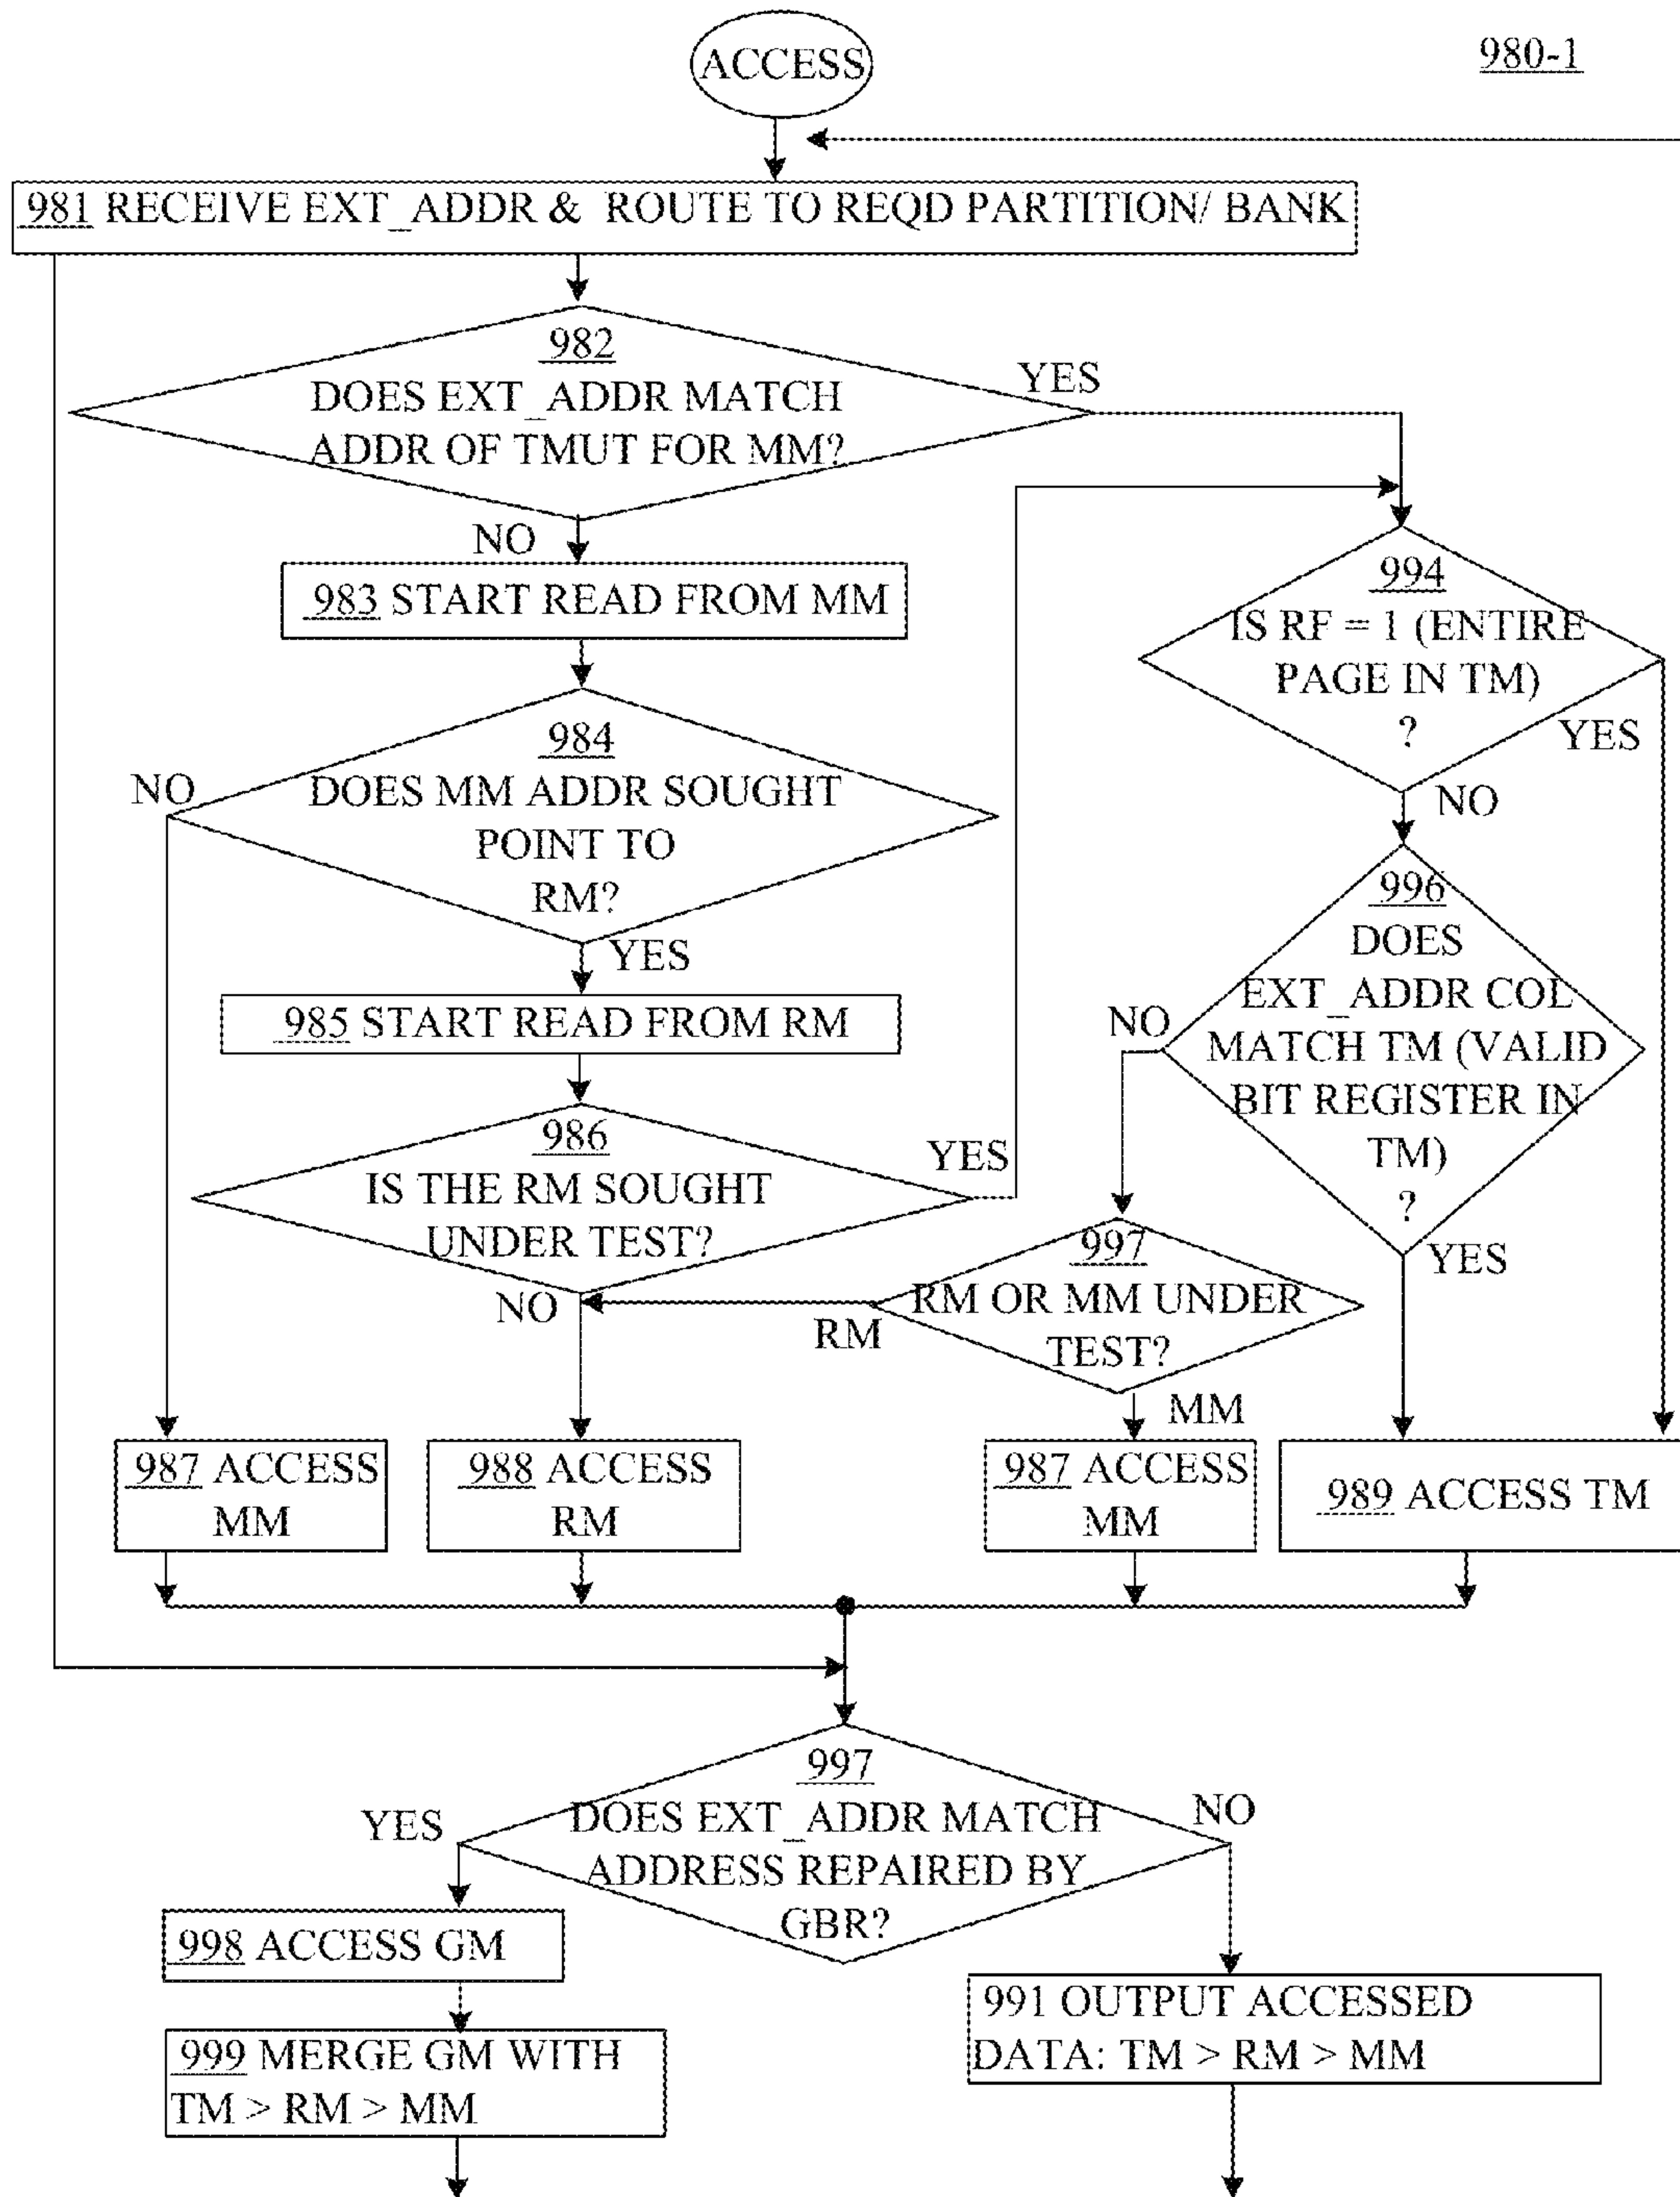 ACCESS
980-1
981 RECEIVE EXT_ADDR & ROUTE TO REQD PARTITION/ BANK
982
DOES EXT_ADDR MATCH
ADDR OF TMUT FOR MM?
YES
NO
983 START READ FROM MM
994
IS RF = 1 (ENTIRE
PAGE IN TM)
?
YES
NO
984
DOES MM ADDR SOUGHT
POINT TO
RM?
NO
YES
985 START READ FROM RM
996
DOES
EXT_ADDR COL
MATCH TM (VALID
BIT REGISTER IN
TM)
?
NO
YES
986
IS THE RM SOUGHT
UNDER TEST?
YES
NO
997
RM OR MM UNDER
TEST?
RM
MM
987 ACCESS
MM
988 ACCESS
RM
987 ACCESS
MM
989 ACCESS TM
997
DOES EXT_ADDR MATCH
ADDRESS REPAIRED BY
GBR?
YES
NO
998 ACCESS GM
999 MERGE GM WITH
TM > RM > MM
991 OUTPUT ACCESSED
DATA: TM > RM > MM